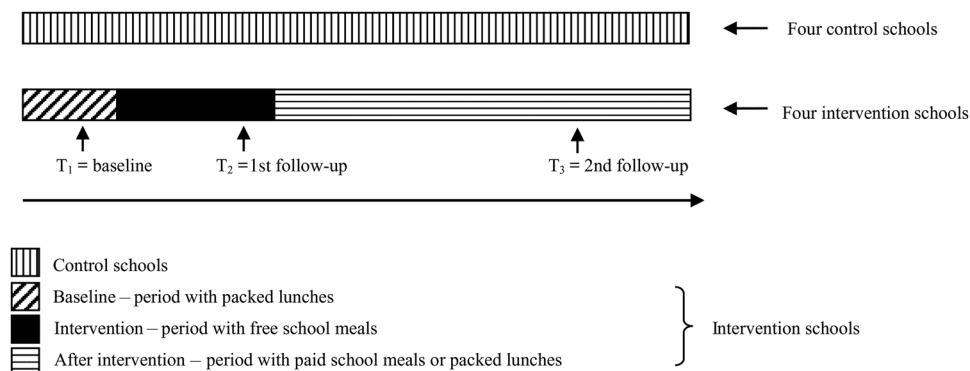 Four control schools
Four intervention schools
T₁ = baseline
T₂ =1st follow-up
T₃ = 2nd follow-up
Control schools
Baseline – period with packed lunches
Intervention – period with free school meals
After intervention – period with paid school meals or packed lunches
Intervention schools